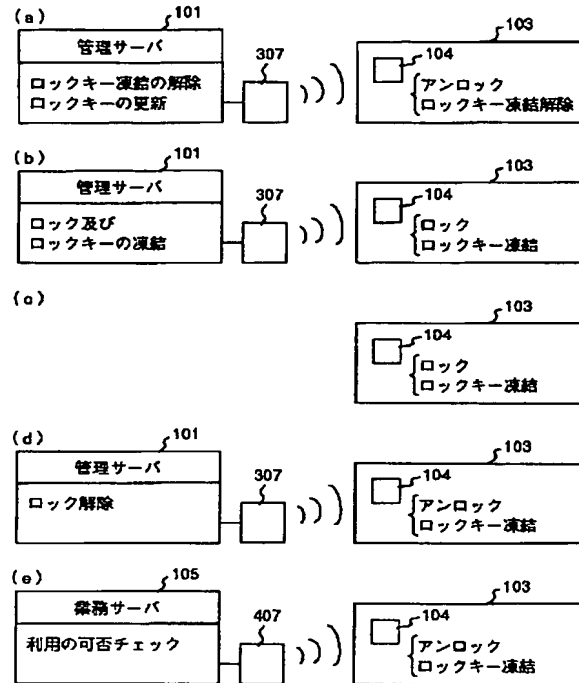 (a)
101
管理サーバ
ロックキー凍結の解除
ロックキーの更新
307
103
104
アンロック
ロックキー凍結解除
(b)
101
管理サーバ
ロック及び
ロックキーの凍結
307
103
104
ロック
ロックキー凍結
(c)
103
104
ロック
ロックキー凍結
(d)
101
管理サーバ
ロック解除
307
103
104
アンロック
ロックキー凍結
(e)
105
業務サーバ
利用の可否チェック
407
103
104
アンロック
ロックキー凍結